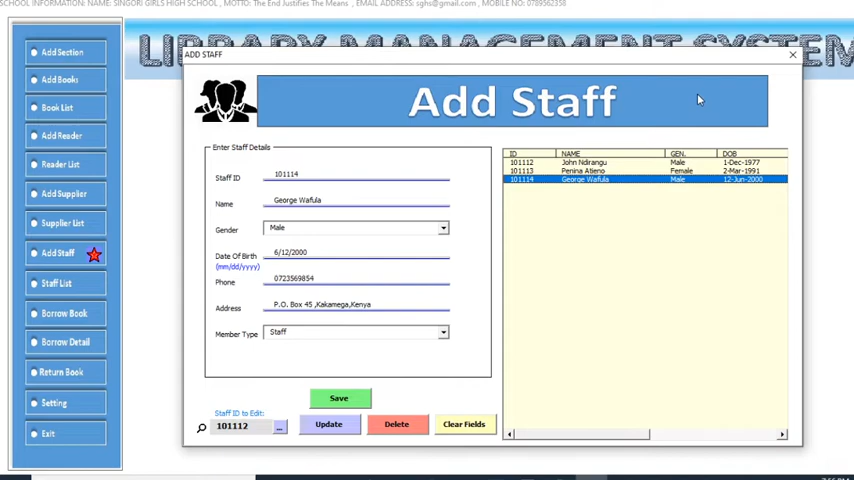 SCHOOL INFORMATION: NAME: SINGORI GIRLS HIGH SCHOOL , MOTTO: The End Justifies The Means , EMAIL ADDRESS: sghs@gmail.com , MOBILE NO: 0789562358
LIBRARY MANAGEMENT SYSTEM
Add Section
Add Books
Book List
Add Reader
Reader List
Add Supplier
Supplier List
Add Staff
Staff List
Borrow Book
Borrow Detail
Return Book
Setting
Exit
ADD STAFF
Add Staff
Enter Staff Details
Staff ID 101114
Name George Wafula
Gender Male
Date Of Birth 6/12/2000
(mm/dd/yyyy)
Phone 0723569854
Address P.O. Box 45 ,Kakamega,Kenya
Member Type Staff
Save
Staff ID to Edit:
101112 ... Update Delete Clear Fields
ID NAME GEN. DOB
101112 John Ndirangu Male 1-Dec-1977
101113 Penina Atieno Female 2-Mar-1991
101114 George Wafula Male 12-Jun-2000